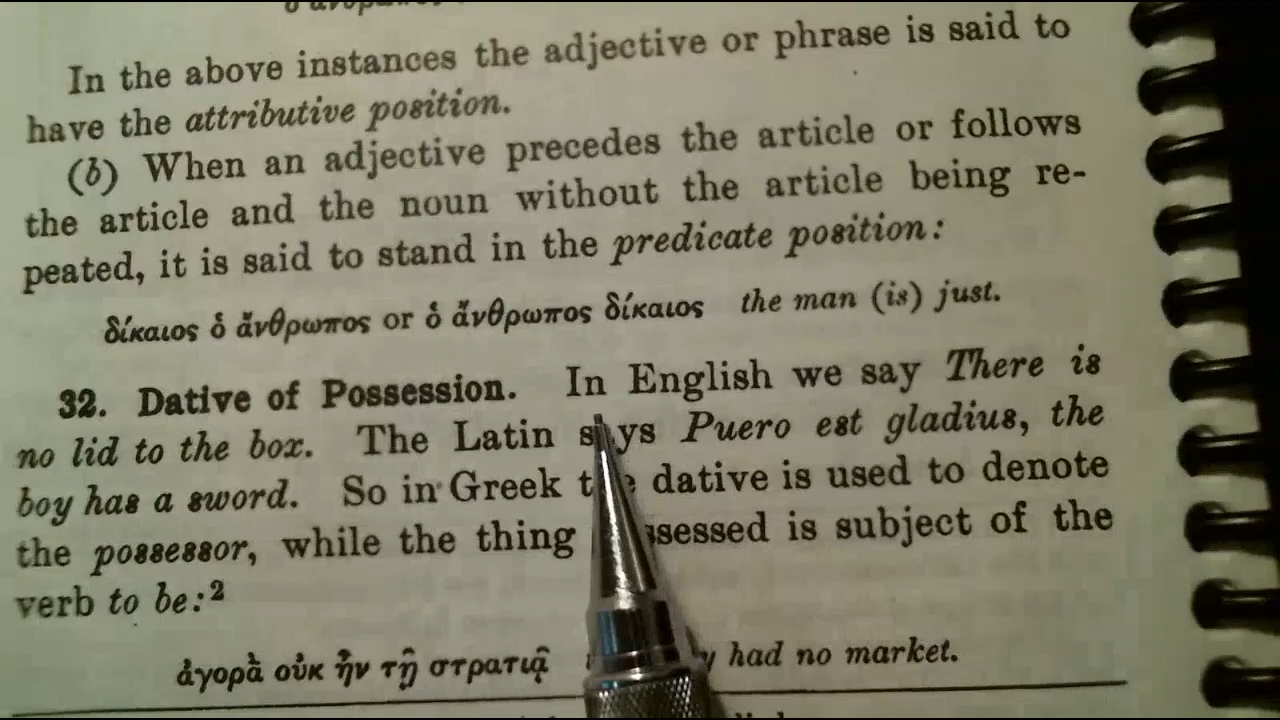 In the above instances the adjective or phrase is said to
have the attributive position.
(b) When an adjective precedes the article or follows
the article and the noun without the article being re-
peated, it is said to stand in the predicate position:
δίκαιος ὁ ἄνθρωπος or ὁ ἄνθρωπος δίκαιος the man (is) just.
32. Dative of Possession. In English we say There is
no lid to the box. The Latin says Puero est gladius, the
boy has a sword. So in Greek the dative is used to denote
the possessor, while the thing possessed is subject of the
verb to be:²
ἀγορὰ οὐκ ἦν τῇ στρατιᾷ had no market.